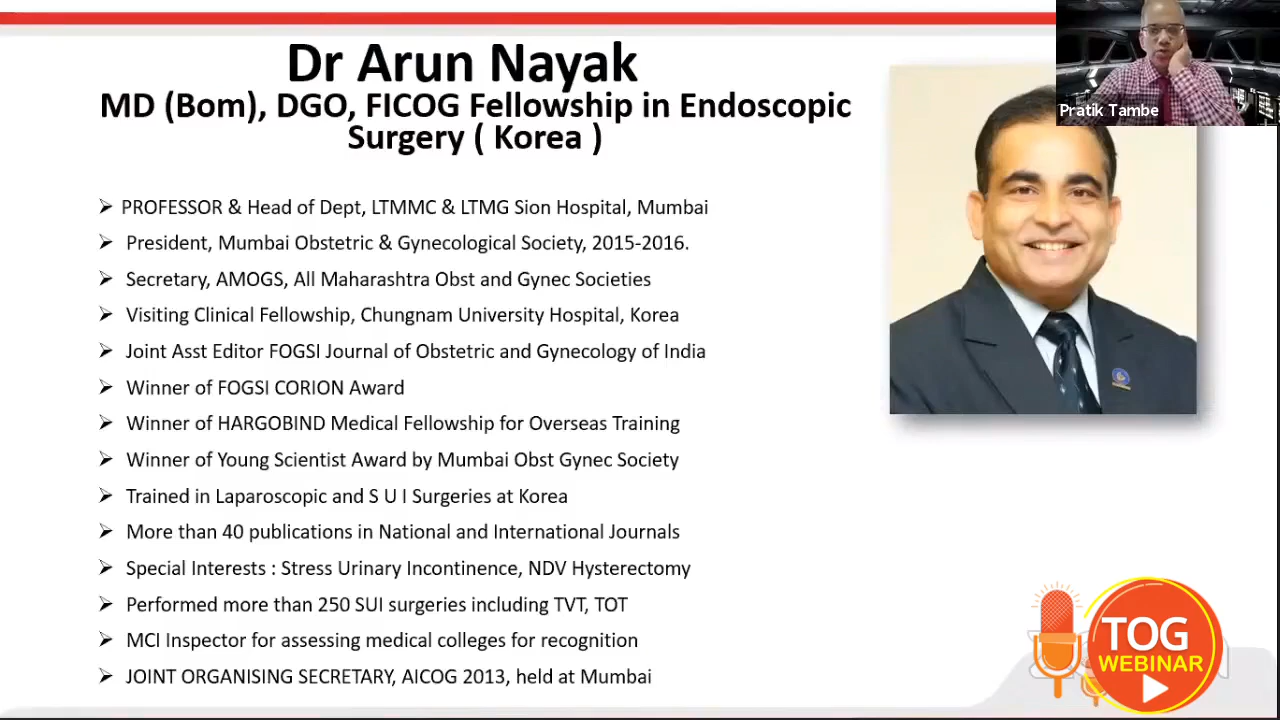 Dr Arun Nayak
MD (Bom), DGO, FICOG Fellowship in Endoscopic
Surgery ( Korea )
Pratik Tambe
➢ PROFESSOR & Head of Dept, LTMMC & LTMG Sion Hospital, Mumbai
➢ President, Mumbai Obstetric & Gynecological Society, 2015-2016.
➢ Secretary, AMOGS, All Maharashtra Obst and Gynec Societies
➢ Visiting Clinical Fellowship, Chungnam University Hospital, Korea
➢ Joint Asst Editor FOGSI Journal of Obstetric and Gynecology of India
➢ Winner of FOGSI CORION Award
➢ Winner of HARGOBIND Medical Fellowship for Overseas Training
➢ Winner of Young Scientist Award by Mumbai Obst Gynec Society
➢ Trained in Laparoscopic and S U I Surgeries at Korea
➢ More than 40 publications in National and International Journals
➢ Special Interests : Stress Urinary Incontinence, NDV Hysterectomy
➢ Performed more than 250 SUI surgeries including TVT, TOT
➢ MCI Inspector for assessing medical colleges for recognition
➢ JOINT ORGANISING SECRETARY, AICOG 2013, held at Mumbai
TOG
WEBINAR